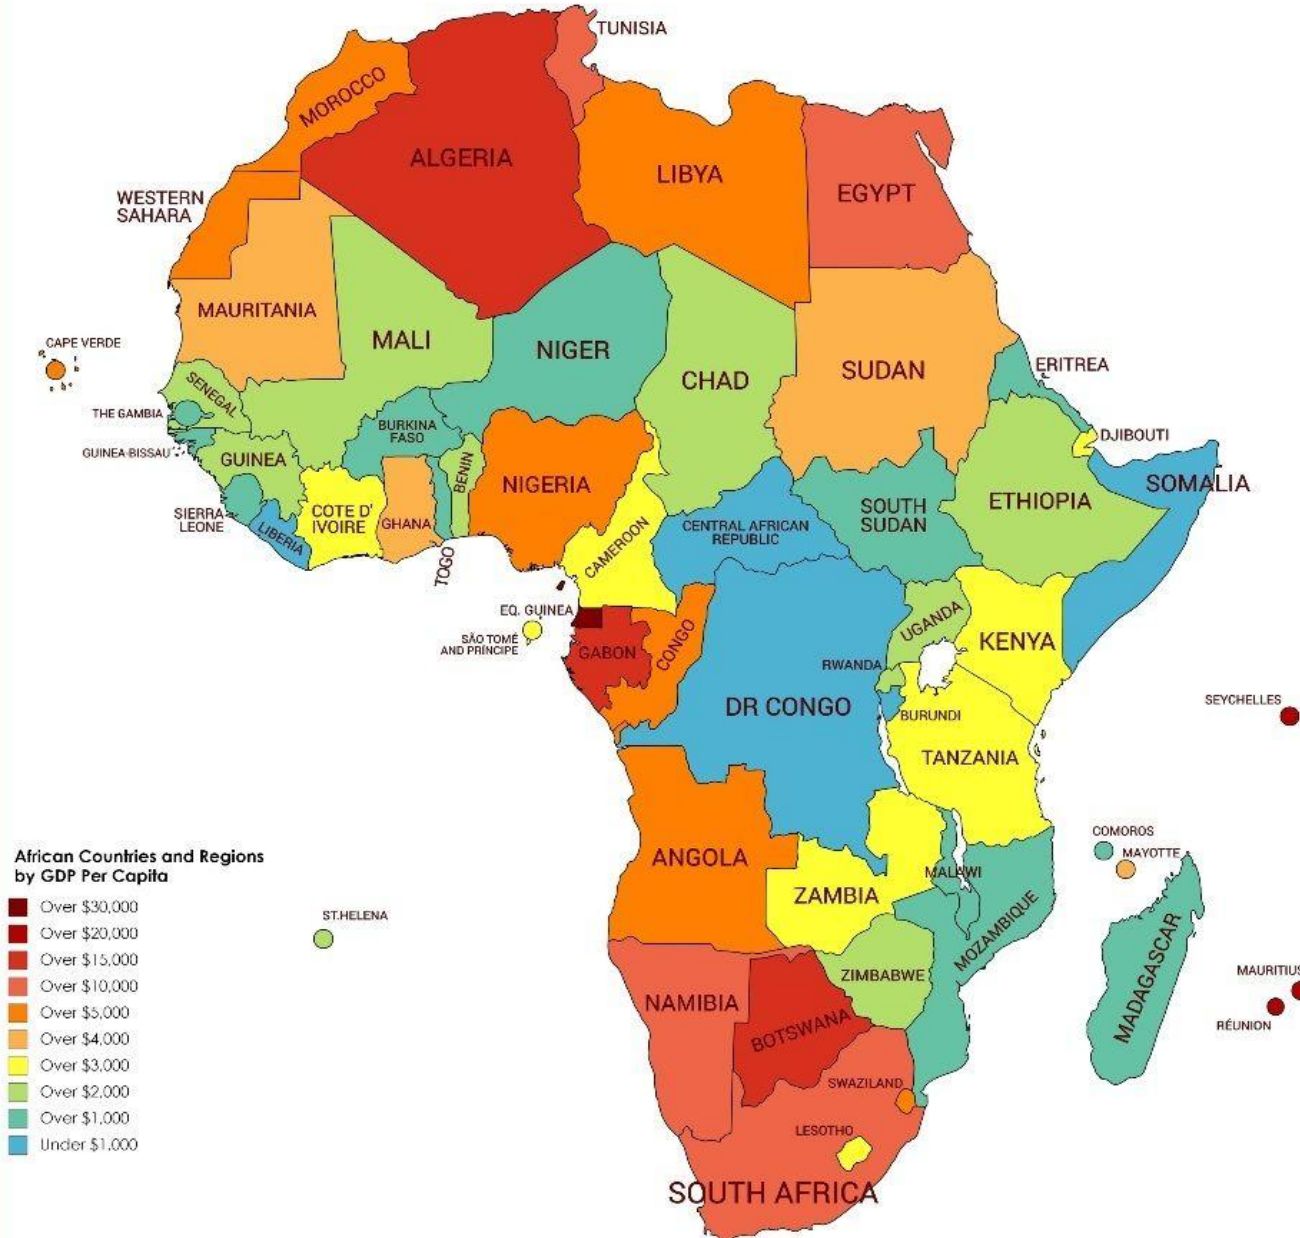 TUNISIA
MOROCCO
ALGERIA
LIBYA
EGYPT
WESTERN
SAHARA
MAURITANIA
MALI
NIGER
CHAD
SUDAN
ERITREA
CAPE VERDE
SENEGAL
THE GAMBIA
GUINEA-BISSAU
GUINEA
BURKINA
FASO
BENIN
NIGERIA
DJIBOUTI
SOMALIA
ETHIOPIA
SOUTH
SUDAN
SIERRA
LEONE
LIBERIA
COTE D'
IVOIRE
GHANA
TOGO
CAMEROON
CENTRAL AFRICAN
REPUBLIC
EQ. GUINEA
SÃO TOMÉ
AND PRÍNCIPE
GABON
CONGO
UGANDA
KENYA
RWANDA
DR CONGO
BURUNDI
TANZANIA
SEYCHELLES
COMOROS
MAYOTTE
ANGOLA
ZAMBIA
MALAWI
MOZAMBIQUE
MADAGASCAR
ST.HELENA
ZIMBABWE
NAMIBIA
BOTSWANA
MAURITIUS
RÉUNION
SWAZILAND
LESOTHO
SOUTH AFRICA
African Countries and Regions
by GDP Per Capita
Over $30,000
Over $20,000
Over $15,000
Over $10,000
Over $5,000
Over $4,000
Over $3,000
Over $2,000
Over $1,000
Under $1,000